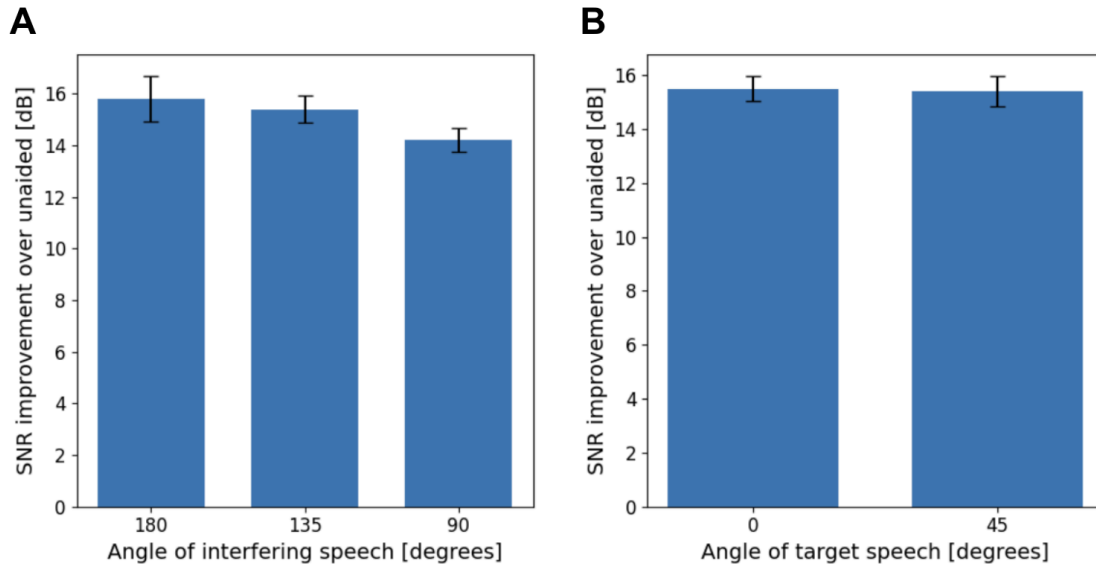 A
SNR improvement over unaided [dB]
16
14
12
10
8
6
4
2
0
180 135 90
Angle of interfering speech [degrees]
B
SNR improvement over unaided [dB]
16
14
12
10
8
6
4
2
0
0 45
Angle of target speech [degrees]